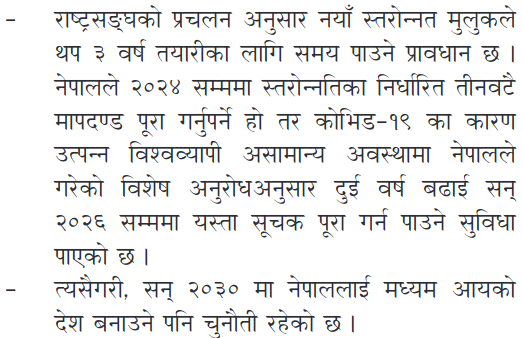 – राष्ट्रसङ्घको प्रचलन अनुसार नयाँ स्तरोन्नत मुलुकले
थप ३ वर्ष तयारीका लागि समय पाउने प्रावधान छ ।
नेपालले २०२४ सम्ममा स्तरोन्नतिका निर्धारित तीनवटै
मापदण्ड पूरा गर्नुपर्ने हो तर कोभिड–१९ का कारण
उत्पन्न विश्वव्यापी असामान्य अवस्थामा नेपालले
गरेको विशेष अनुरोधअनुसार दुई वर्ष बढाई सन्
२०२६ सम्ममा यस्ता सूचक पूरा गर्न पाउने सुविधा
पाएको छ ।
– त्यसैगरी, सन् २०३० मा नेपाललाई मध्यम आयको
देश बनाउने पनि चुनौती रहेको छ ।